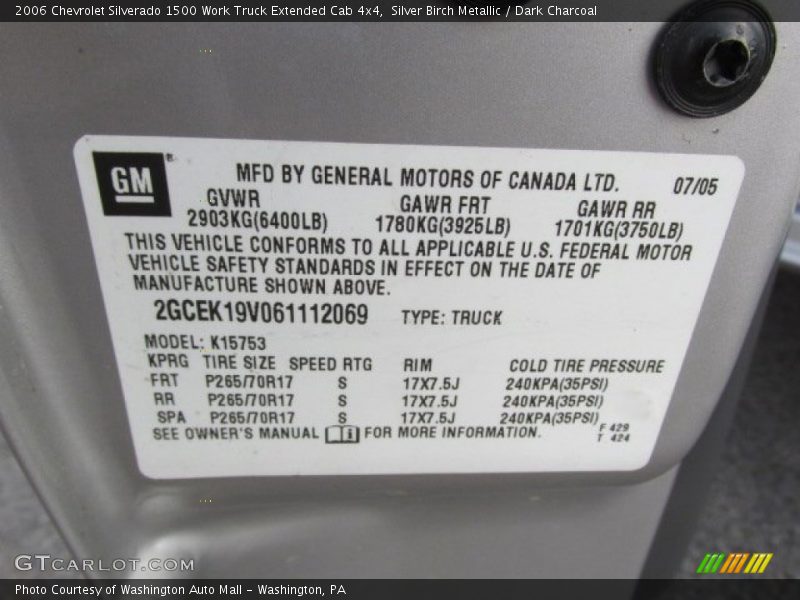 2006 Chevrolet Silverado 1500 Work Truck Extended Cab 4x4, Silver Birch Metallic / Dark Charcoal
GM® MFD BY GENERAL MOTORS OF CANADA LTD. 07/05
GVWR GAWR FRT GAWR RR
2903KG(6400LB) 1780KG(3925LB) 1701KG(3750LB)
THIS VEHICLE CONFORMS TO ALL APPLICABLE U.S. FEDERAL MOTOR
VEHICLE SAFETY STANDARDS IN EFFECT ON THE DATE OF
MANUFACTURE SHOWN ABOVE.
2GCEK19V061112069 TYPE: TRUCK
MODEL: K15753
KPRG TIRE SIZE SPEED RTG RIM COLD TIRE PRESSURE
FRT P265/70R17 S 17X7.5J 240KPA(35PSI)
RR P265/70R17 S 17X7.5J 240KPA(35PSI)
SPA P265/70R17 S 17X7.5J 240KPA(35PSI)
SEE OWNER'S MANUAL FOR MORE INFORMATION.
F 429
T 424
GTCARLOT.COM
Photo Courtesy of Washington Auto Mall - Washington, PA